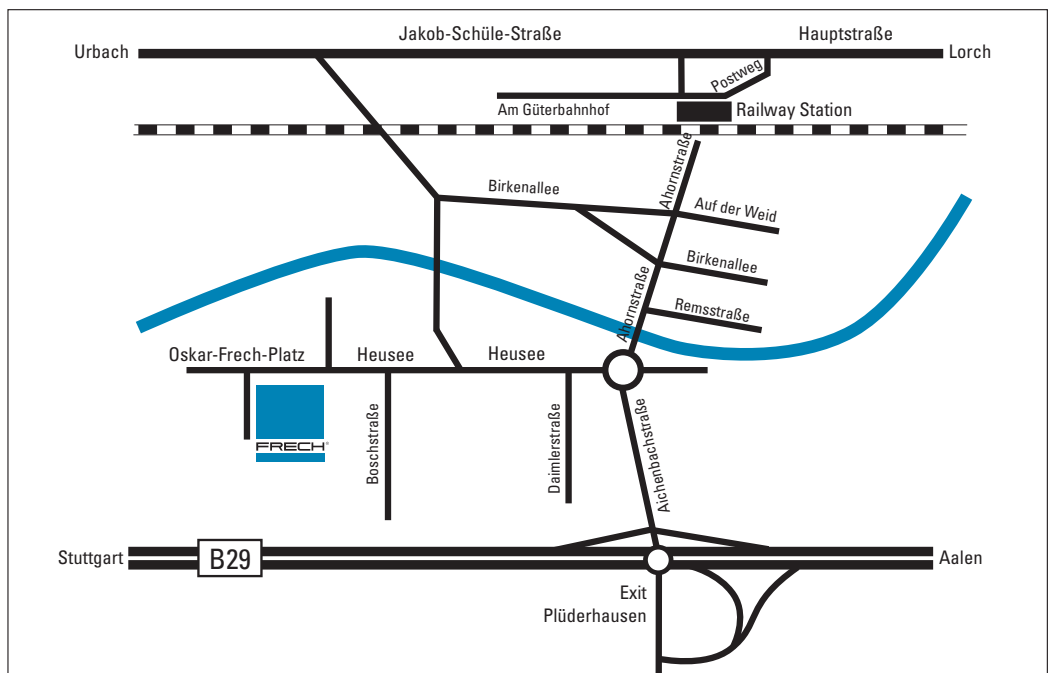 Jakob-Schüle-Straße
Hauptstraße
Urbach
Lorch
Postweg
Am Güterbahnhof
Railway Station
Ahornstraße
Birkenallee
Auf der Weid
Birkenallee
Ahornstraße
Remsstraße
Oskar-Frech-Platz
Heusee
Heusee
FRECH®
Boschstraße
Daimlerstraße
Aichenbachstraße
Stuttgart
B29
Aalen
Exit
Plüderhausen